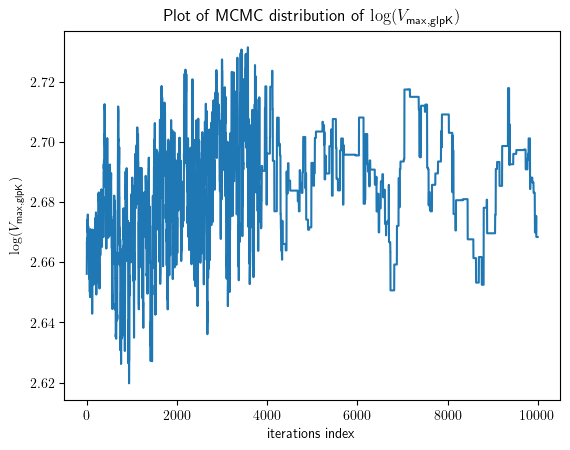 Plot of MCMC distribution of log(V_max,glpK)
log(V_max,glpK)
2.72
2.70
2.68
2.66
2.64
2.62
0 2000 4000 6000 8000 10000
iterations index